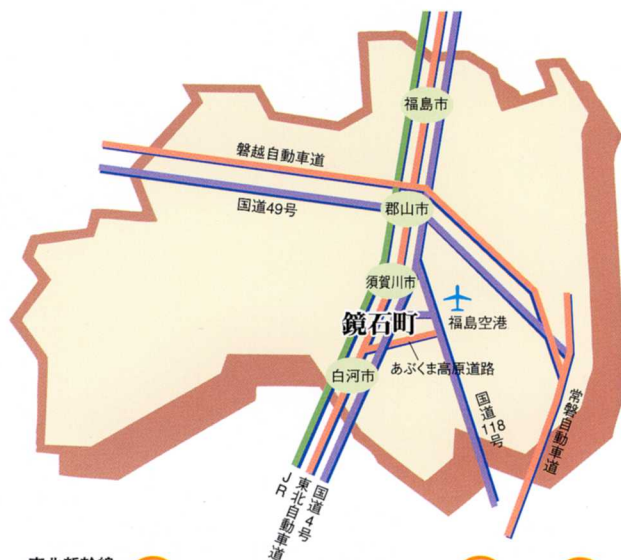 福島市
磐越自動車道
国道49号
郡山市
須賀川市
鏡石町
福島空港
あぶくま高原道路
白河市
国道118号
常磐自動車道
国道4号
東北自動車道
JR